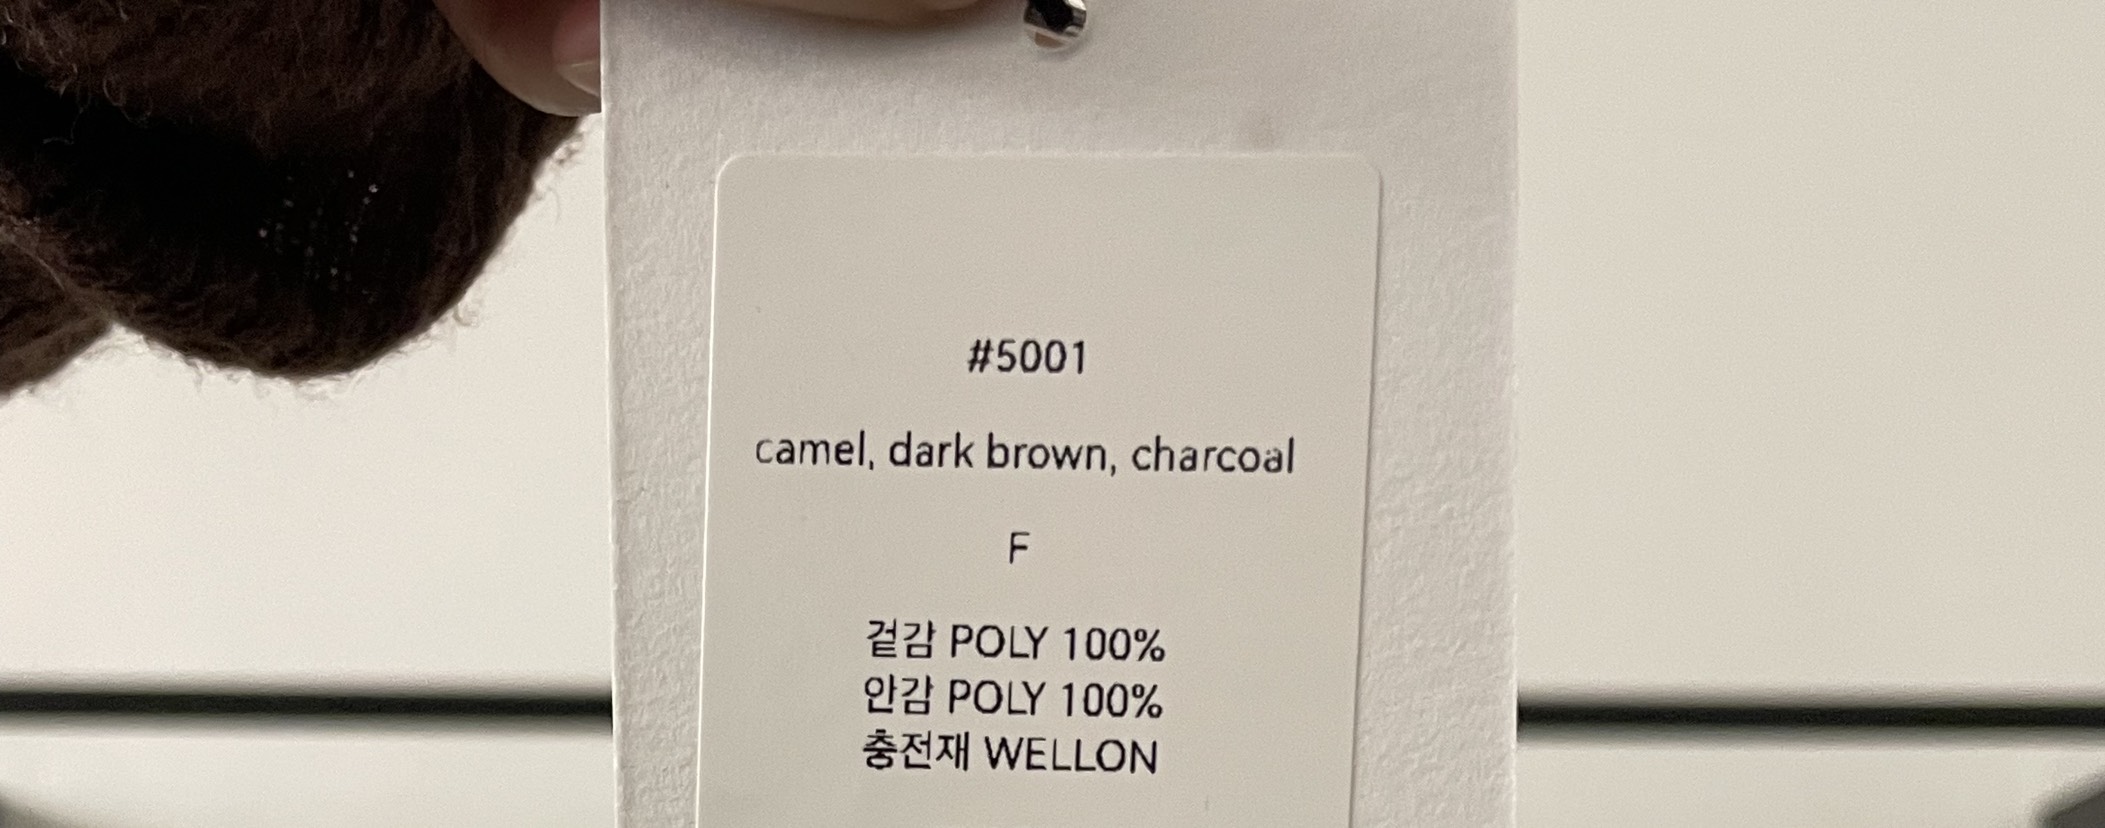 #5001
camel, dark brown, charcoal
F
겉감 POLY 100%
안감 POLY 100%
충전재 WELLON